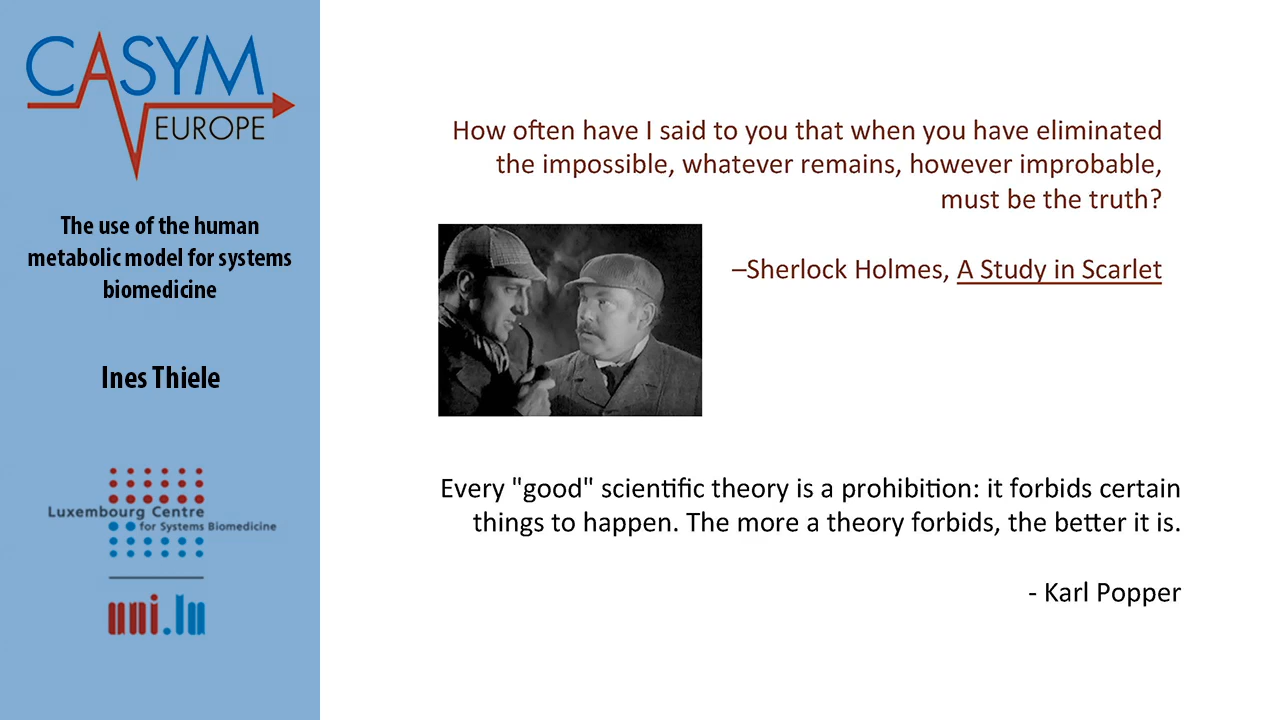 CASYM
EUROPE
The use of the human
metabolic model for systems
biomedicine
Ines Thiele
Luxembourg Centre
for Systems Biomedicine
uni.lu
How often have I said to you that when you have eliminated
the impossible, whatever remains, however improbable,
must be the truth?
–Sherlock Holmes, A Study in Scarlet
Every "good" scientific theory is a prohibition: it forbids certain
things to happen. The more a theory forbids, the better it is.
- Karl Popper